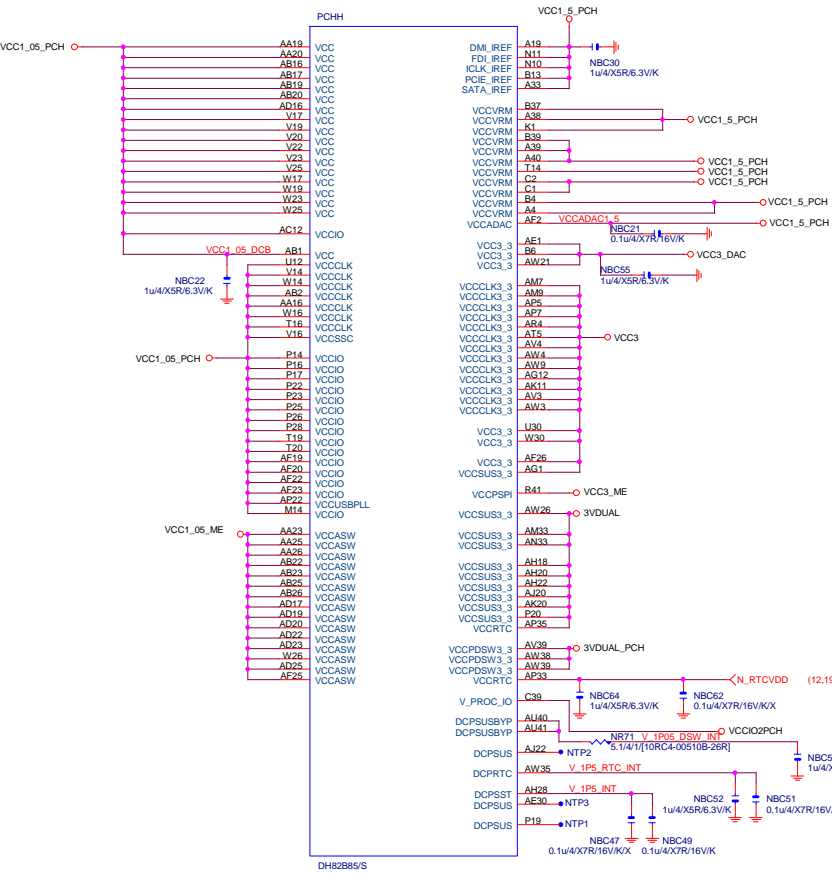 VCC1_5_PCH
PCHH
VCC1_05_PCH
AA19 VCC
AA20 VCC
AB16 VCC
AB17 VCC
AB19 VCC
AB20 VCC
AD16 VCC
V17 VCC
V19 VCC
V20 VCC
V22 VCC
V23 VCC
V25 VCC
W17 VCC
W19 VCC
W23 VCC
W25 VCC
AC12 VCCIO
VCC1_05_DCB
AB1 VCC
U12 VCCCLK
V14 VCCCLK
W14 VCCCLK
AB2 VCCCLK
AA16 VCCCLK
W16 VCCCLK
T16 VCCCLK
V16 VCCSSC
NBC22
1u/4/X5R/6.3V/K
VCC1_05_PCH
P14 VCCIO
P16 VCCIO
P17 VCCIO
P22 VCCIO
P23 VCCIO
P25 VCCIO
P26 VCCIO
P28 VCCIO
T19 VCCIO
T20 VCCIO
AF19 VCCIO
AF20 VCCIO
AF22 VCCIO
AF23 VCCIO
AP22 VCCUSBPLL
M14 VCCIO
VCC1_05_ME
AA23 VCCASW
AA25 VCCASW
AA26 VCCASW
AB22 VCCASW
AB23 VCCASW
AB25 VCCASW
AB26 VCCASW
AD17 VCCASW
AD19 VCCASW
AD20 VCCASW
AD22 VCCASW
AD23 VCCASW
W26 VCCASW
AD25 VCCASW
AF25 VCCASW
DMI_IREF A19
FDI_IREF N11
ICLK_IREF N10
PCIE_IREF B13
SATA_IREF A33
NBC30
1u/4/X5R/6.3V/K
VCCVRM B37
VCCVRM A38
VCCVRM K1
VCCVRM B39
VCCVRM A39
VCCVRM A40
VCCVRM T14
VCCVRM C2
VCCVRM C1
VCCVRM B4
VCCVRM A4
VCCADAC AF2
VCC1_5_PCH
VCC1_5_PCH
VCC1_5_PCH
VCC1_5_PCH
VCC1_5_PCH
VCCADAC1_5
VCC1_5_PCH
NBC21
0.1u/4/X7R/16V/K
VCC3_3 AE1
VCC3_3 B6
VCC3_3 AW21
VCC3_DAC
NBC55
1u/4/X5R/6.3V/K
VCCCLK3_3 AM7
VCCCLK3_3 AM9
VCCCLK3_3 AP5
VCCCLK3_3 AP7
VCCCLK3_3 AR4
VCCCLK3_3 AT5
VCCCLK3_3 AV4
VCCCLK3_3 AW4
VCCCLK3_3 AW9
VCCCLK3_3 AG12
VCCCLK3_3 AK11
VCCCLK3_3 AV3
VCCCLK3_3 AW3
VCC3
VCC3_3 U30
VCC3_3 W30
VCC3_3 AF26
VCCSUS3_3 AG1
VCCPSPI R41 VCC3_ME
VCCSUS3_3 AW26 3VDUAL
VCCSUS3_3 AM33
VCCSUS3_3 AN33
VCCSUS3_3 AH18
VCCSUS3_3 AH20
VCCSUS3_3 AH22
VCCSUS3_3 AJ20
VCCSUS3_3 AK20
VCCSUS3_3 P20
VCCRTC AP35
VCCPDSW3_3 AV39 3VDUAL_PCH
VCCPDSW3_3 AW38
VCCPDSW3_3 AW39
VCCRTC AP33 N_RTCVDD (12,19
NBC64
1u/4/X5R/6.3V/K
NBC62
0.1u/4/X7R/16V/K/X
V_PROC_IO C39
VCCIO2PCH
DCPSUSBYP AU40
DCPSUSBYP AU41
NR71 V_1P05_DSW_INT
5.1/4/1/[10RC4-00510B-26R]
NBC5
1u/4/X
DCPSUS AJ22 NTP2
DCPRTC AW35 V_1P5_RTC_INT
DCPSST AH28 V_1P5_INT
DCPSUS AE30 NTP3
DCPSUS P19 NTP1
NBC52
1u/4/X5R/6.3V/K
NBC51
0.1u/4/X7R/16V/
NBC47
0.1u/4/X7R/16V/K/X
NBC49
0.1u/4/X7R/16V/K
DH82B85/S